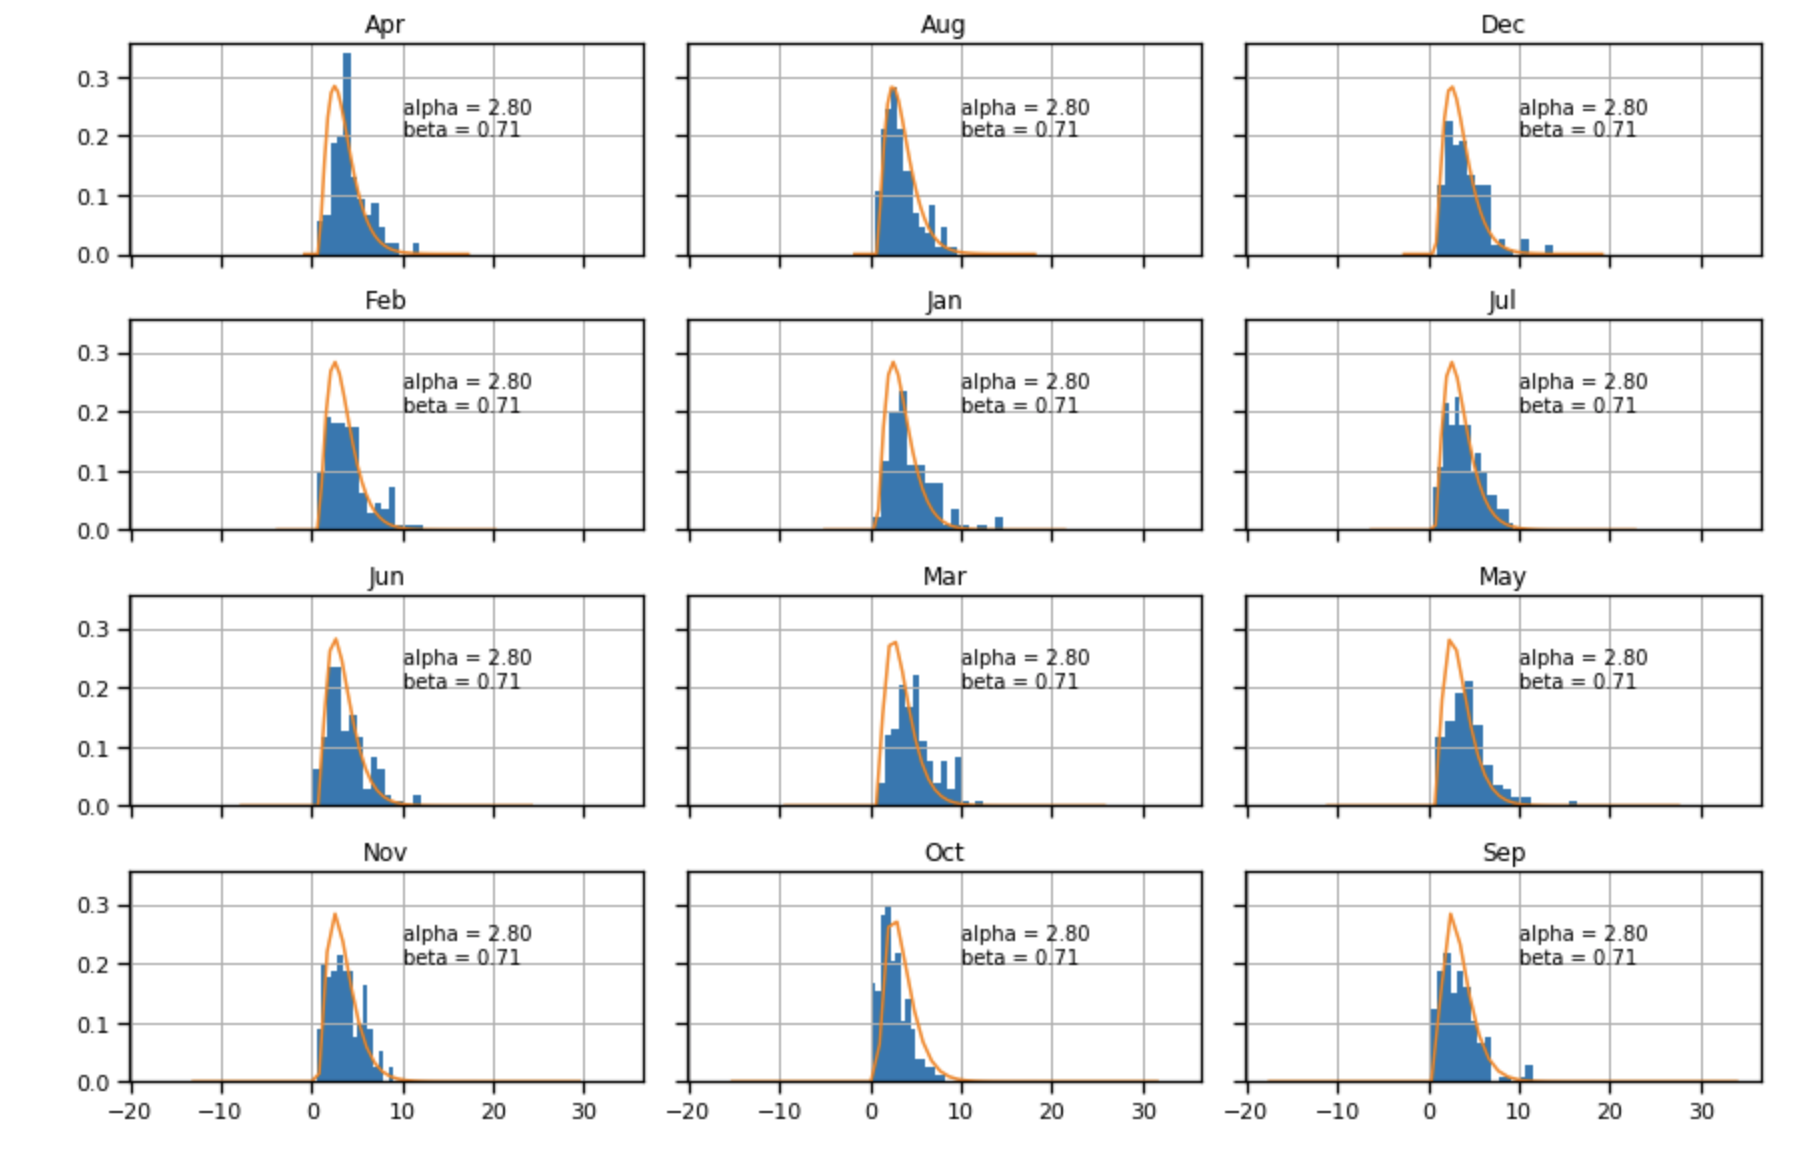 Apr
Aug
Dec
0.3
0.2
0.1
0.0
alpha = 2.80
beta = 0.71
alpha = 2.80
beta = 0.71
alpha = 2.80
beta = 0.71
Feb
Jan
Jul
0.3
0.2
0.1
0.0
alpha = 2.80
beta = 0.71
alpha = 2.80
beta = 0.71
alpha = 2.80
beta = 0.71
Jun
Mar
May
0.3
0.2
0.1
0.0
alpha = 2.80
beta = 0.71
alpha = 2.80
beta = 0.71
alpha = 2.80
beta = 0.71
Nov
Oct
Sep
0.3
0.2
0.1
0.0
alpha = 2.80
beta = 0.71
alpha = 2.80
beta = 0.71
alpha = 2.80
beta = 0.71
−20 −10 0 10 20 30
−20 −10 0 10 20 30
−20 −10 0 10 20 30